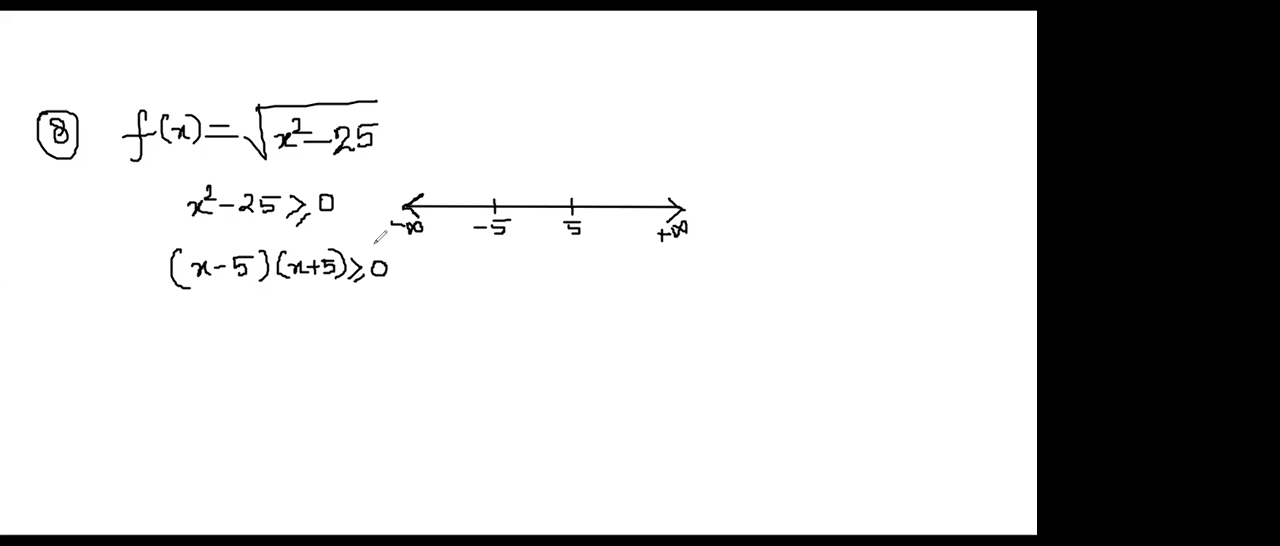 ⑧ f(x) = √(x² - 25)
x² - 25 ≥ 0
-∞ -5 5 +∞
(x - 5)(x + 5) ≥ 0